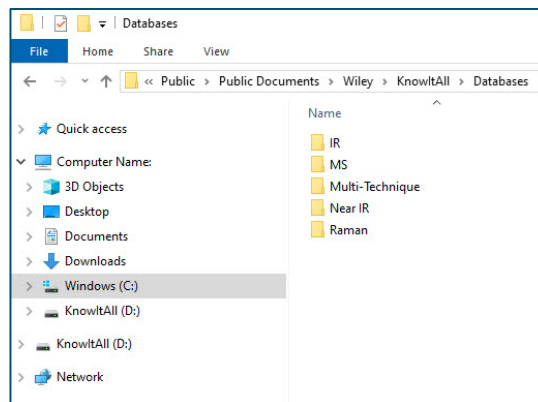 Databases
File Home Share View
« Public > Public Documents > Wiley > KnowItAll > Databases
Quick access
Computer Name:
3D Objects
Desktop
Documents
Downloads
Windows (C:)
KnowItAll (D:)
KnowItAll (D:)
Network
Name
IR
MS
Multi-Technique
Near IR
Raman